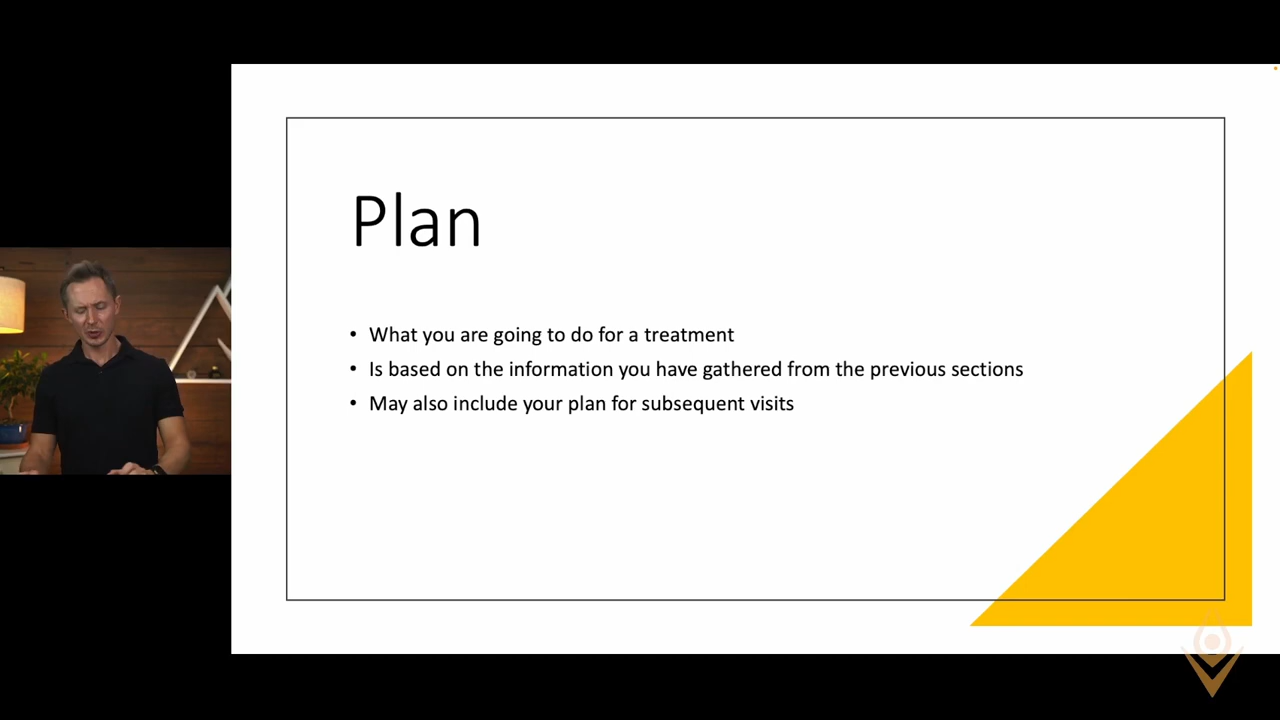 Plan
• What you are going to do for a treatment
• Is based on the information you have gathered from the previous sections
• May also include your plan for subsequent visits